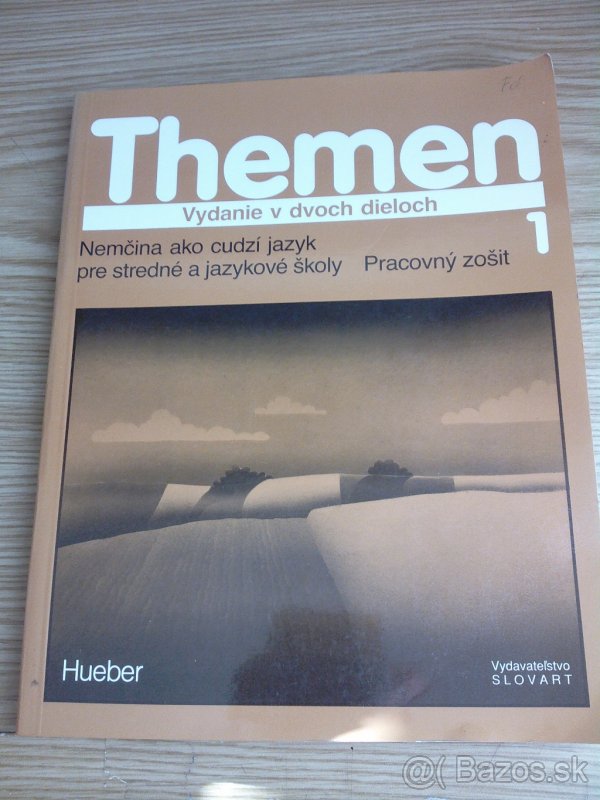 Themen
Vydanie v dvoch dieloch
1
Nemčina ako cudzí jazyk
pre stredné a jazykové školy Pracovný zošit
Hueber
Vydavateľstvo
SLOVART
@( Bazos.sk